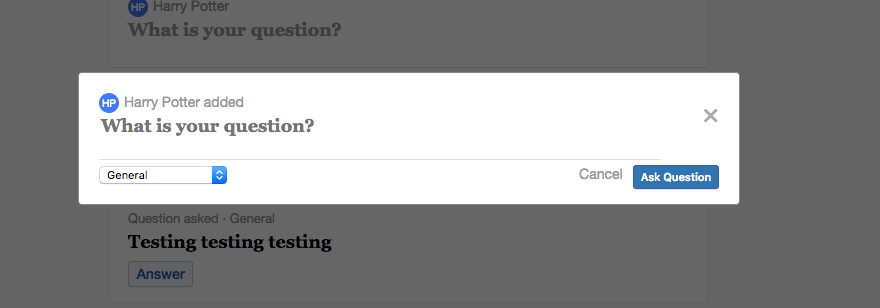 HP Harry Potter
What is your question?
HP Harry Potter added
What is your question?
×
General
Cancel
Ask Question
Question asked · General
Testing testing testing
Answer